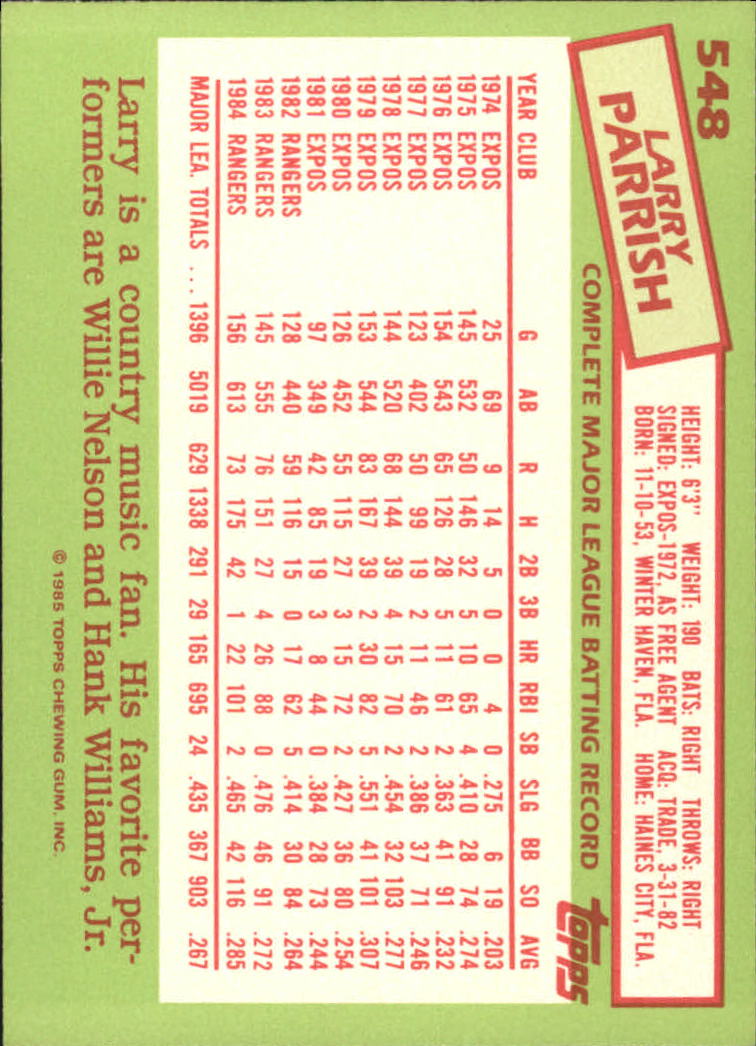 548
LARRY
PARRISH
HEIGHT: 6'3" WEIGHT: 190 BATS: RIGHT THROWS: RIGHT
SIGNED: EXPOS-1972, AS FREE AGENT ACQ: TRADE, 3-31-82
BORN: 11-10-53, WINTER HAVEN, FLA. HOME: HAINES CITY, FLA.
COMPLETE MAJOR LEAGUE BATTING RECORD
topps
YEAR CLUB G AB R H 2B 3B HR RBI SB SLG BB SO AVG
1974 EXPOS 25 69 9 14 5 0 0 4 0 .275 6 19 .203
1975 EXPOS 145 532 50 146 32 5 10 65 4 .410 28 74 .274
1976 EXPOS 154 543 65 126 28 5 11 61 2 .363 41 91 .232
1977 EXPOS 123 402 50 99 19 2 11 46 2 .386 37 71 .246
1978 EXPOS 144 520 68 144 39 4 15 70 2 .454 32 103 .277
1979 EXPOS 153 544 83 167 39 2 30 82 5 .551 41 101 .307
1980 EXPOS 126 452 55 115 27 3 15 72 2 .427 36 80 .254
1981 EXPOS 97 349 42 85 19 3 8 44 0 .384 28 73 .244
1982 RANGERS 128 440 59 116 15 0 17 62 5 .414 30 84 .264
1983 RANGERS 145 555 76 151 27 4 26 88 0 .476 46 91 .272
1984 RANGERS 156 613 73 175 42 1 22 101 2 .465 42 116 .285
MAJOR LEA. TOTALS ... 1396 5019 629 1338 291 29 165 695 24 .435 367 903 .267
Larry is a country music fan. His favorite per-
formers are Willie Nelson and Hank Williams, Jr.
© 1985 TOPPS CHEWING GUM, INC.